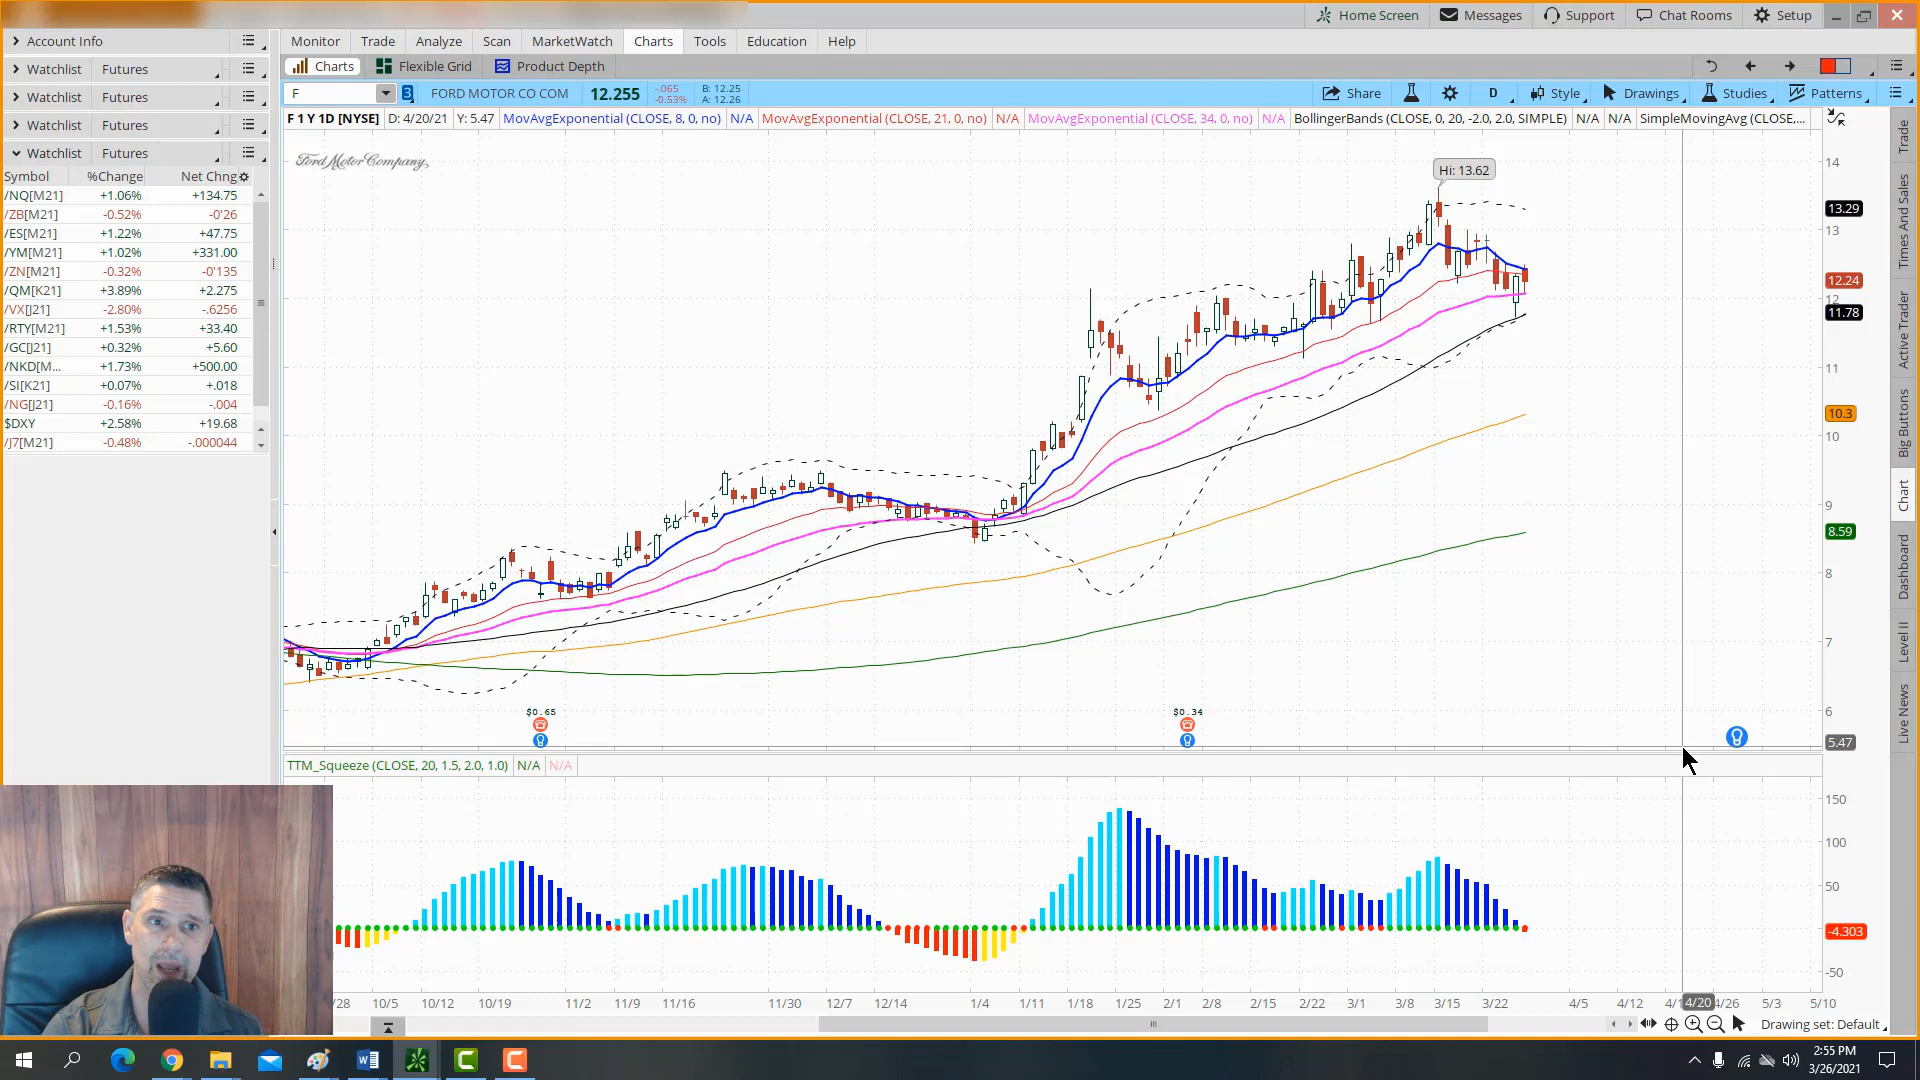 Home Screen Messages Support Chat Rooms Setup
Account Info
Monitor Trade Analyze Scan MarketWatch Charts Tools Education Help
Watchlist Futures
Charts Flexible Grid Product Depth
Watchlist Futures
F 3 FORD MOTOR CO COM 12.255 -.065 -0.53% B: 12.25 A: 12.26 Share D Style Drawings Studies Patterns
Watchlist Futures
F 1 Y 1D [NYSE] D: 4/20/21 Y: 5.47 MovAvgExponential (CLOSE, 8, 0, no) N/A MovAvgExponential (CLOSE, 21, 0, no) N/A MovAvgExponential (CLOSE, 34, 0, no) N/A BollingerBands (CLOSE, 0, 20, -2.0, 2.0, SIMPLE) N/A N/A SimpleMovingAvg (CLOSE,...
Watchlist Futures
Symbol %Change Net Chng
/NQ[M21] +1.06% +134.75
/ZB[M21] -0.52% -0'26
/ES[M21] +1.22% +47.75
/YM[M21] +1.02% +331.00
/ZN[M21] -0.32% -0'135
/QM[K21] +3.89% +2.275
/VX[J21] -2.80% -.6256
/RTY[M21] +1.53% +33.40
/GC[J21] +0.32% +5.60
/NKD[M... +1.73% +500.00
/SI[K21] +0.07% +.018
/NG[J21] -0.16% -.004
$DXY +2.58% +19.68
/J7[M21] -0.48% -.000044
Ford Motor Company
Hi: 13.62
14
13.29
13
12.24
12
11.78
11
10.3
10
9
8.59
8
7
6
5.47
$0.65
$0.34
TTM_Squeeze (CLOSE, 20, 1.5, 2.0, 1.0) N/A N/A
150
100
50
-4.303
-50
/28 10/5 10/12 10/19 11/2 11/9 11/16 11/30 12/7 12/14 1/4 1/11 1/18 1/25 2/1 2/8 2/15 2/22 3/1 3/8 3/15 3/22 4/5 4/12 4/1 4/20 4/26 5/3 5/10
Drawing set: Default
Trade
Times And Sales
Active Trader
Big Buttons
Chart
Dashboard
Level II
Live News
2:55 PM
3/26/2021